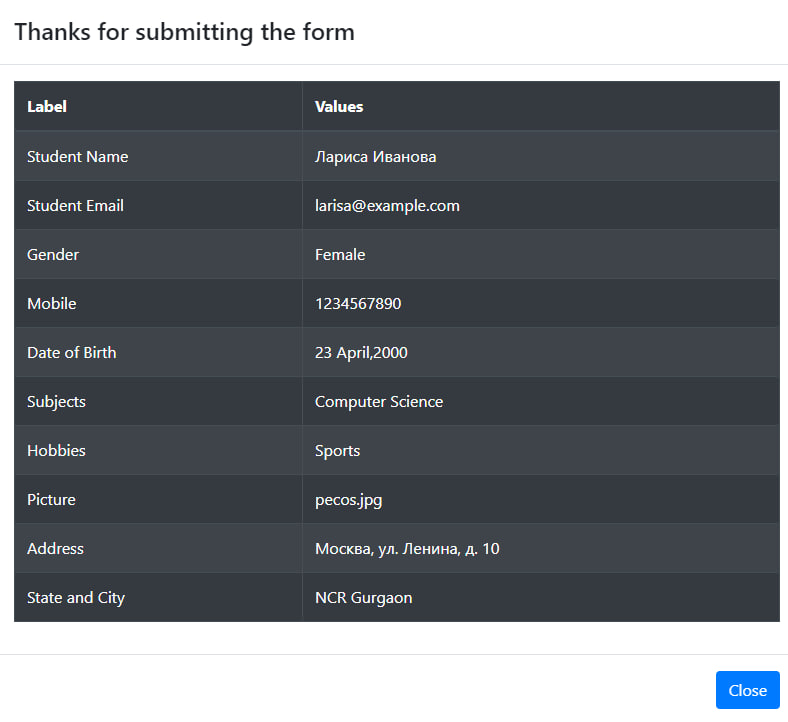 Thanks for submitting the form
Label Values
Student Name Лариса Иванова
Student Email larisa@example.com
Gender Female
Mobile 1234567890
Date of Birth 23 April,2000
Subjects Computer Science
Hobbies Sports
Picture pecos.jpg
Address Москва, ул. Ленина, д. 10
State and City NCR Gurgaon
Close